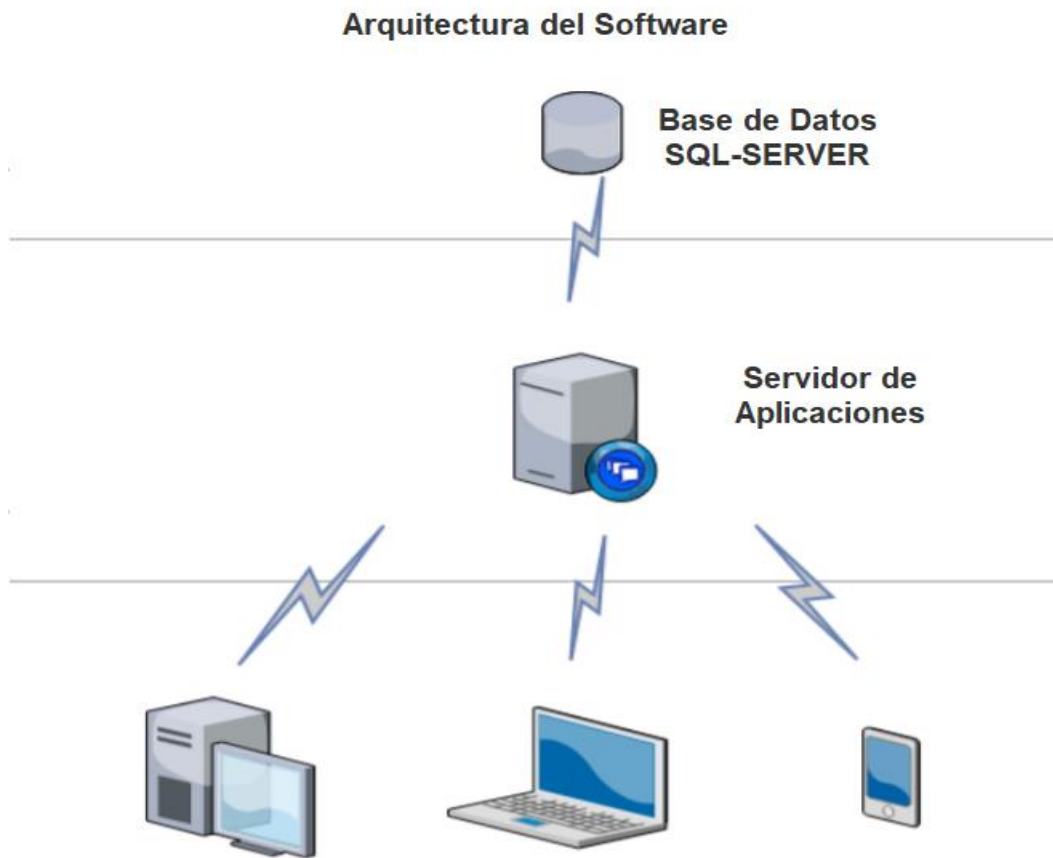 Arquitectura del Software
Base de Datos
SQL-SERVER
Servidor de
Aplicaciones